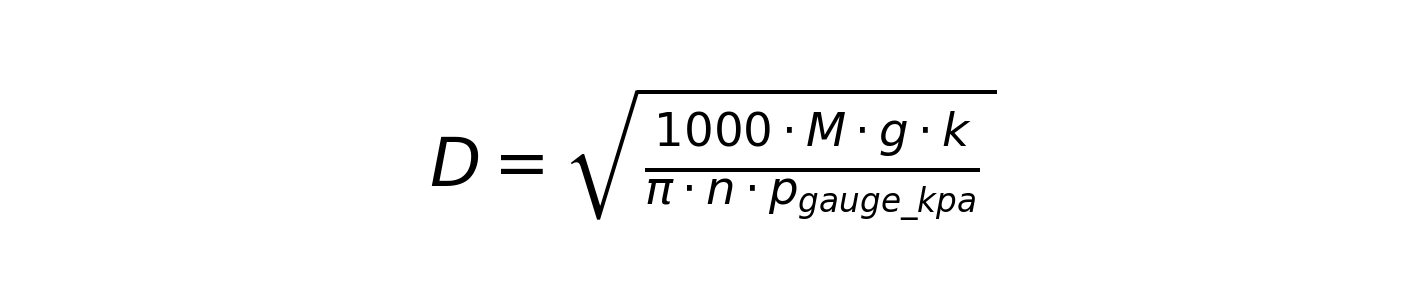 D = √(1000 · M · g · k / π · n · p_gauge_kpa)